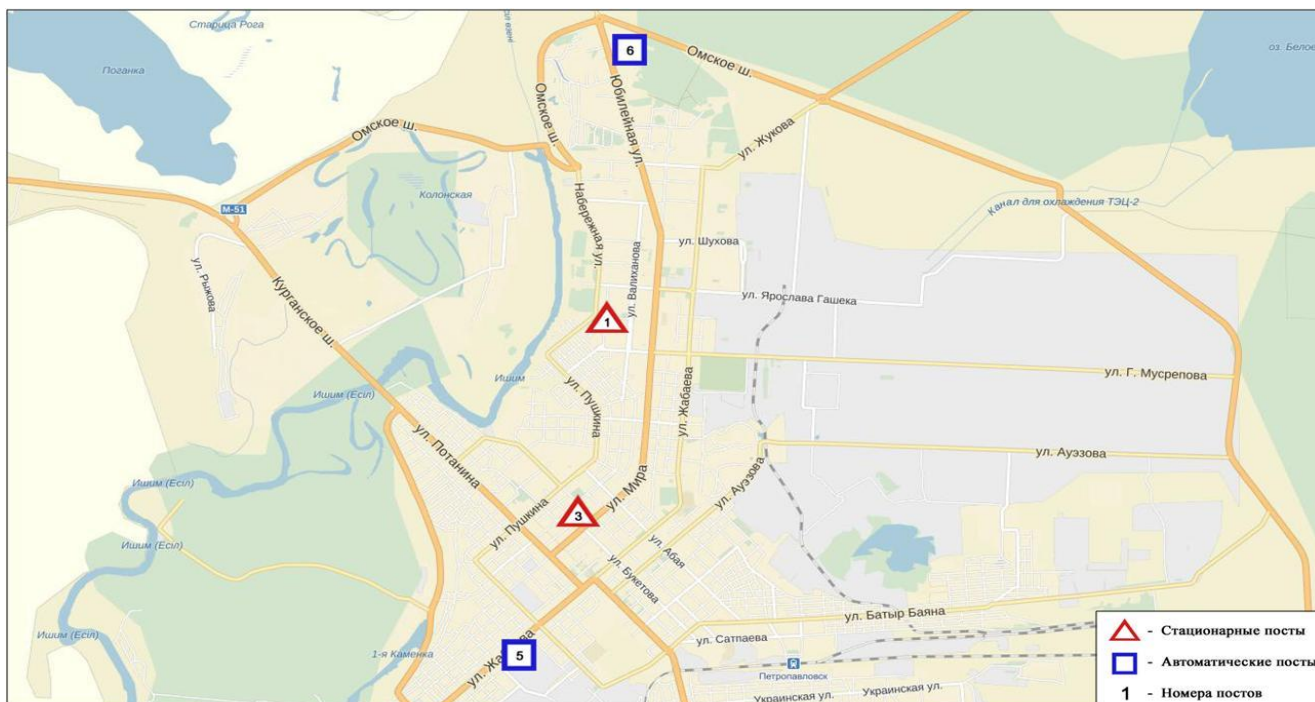 Старица Рога
Поганка
6
Омское ш.
оз. Белое
Юбилейная ул.
Омское ш.
Омское ш.
ул. Жукова
Колонская
М-51
Канал для охлаждения ТЭЦ-2
Набережная ул.
ул. Шухова
ул. Валиханова
ул. Рыжова
Курганское ш.
ул. Ярослава Гашека
1
Ишим
Ишим (Есіл)
ул. Г. Мусрепова
ул. Пушкина
ул. Жабаева
ул. Потанина
ул. Ауэзова
ул. Мира
ул. Ауэзова
Ишим (Есіл)
3
ул. Пушкина
Ишим (Есіл)
ул. Абая
ул. Букетова
ул. Батыр Баяна
Ишим (Есіл)
ул. Сатпаева
1-я Каменка
5
Петропавловск
Украинская ул.
Украинская ул.
- Стационарные посты
- Автоматические посты
1 - Номера постов